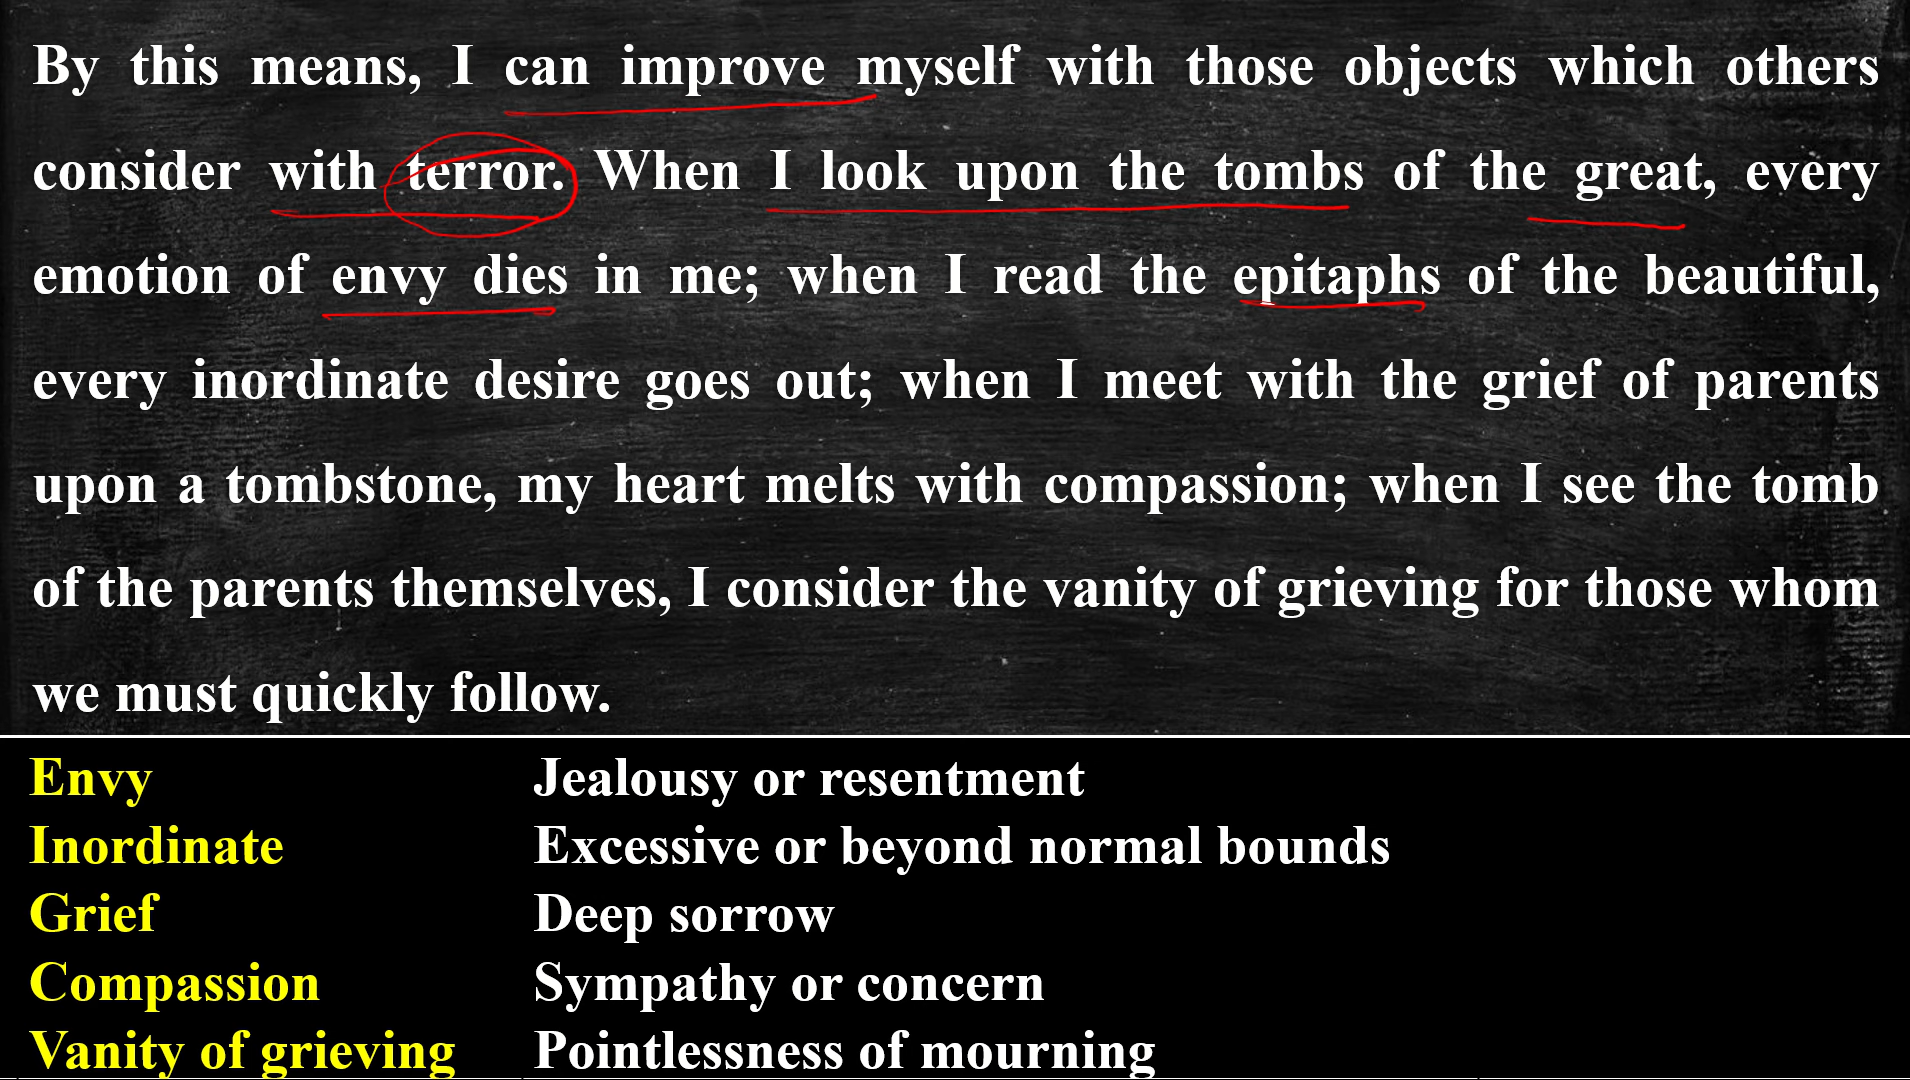 By this means, I can improve myself with those objects which others
consider with terror. When I look upon the tombs of the great, every
emotion of envy dies in me; when I read the epitaphs of the beautiful,
every inordinate desire goes out; when I meet with the grief of parents
upon a tombstone, my heart melts with compassion; when I see the tomb
of the parents themselves, I consider the vanity of grieving for those whom
we must quickly follow.
Envy Jealousy or resentment
Inordinate Excessive or beyond normal bounds
Grief Deep sorrow
Compassion Sympathy or concern
Vanity of grieving Pointlessness of mourning